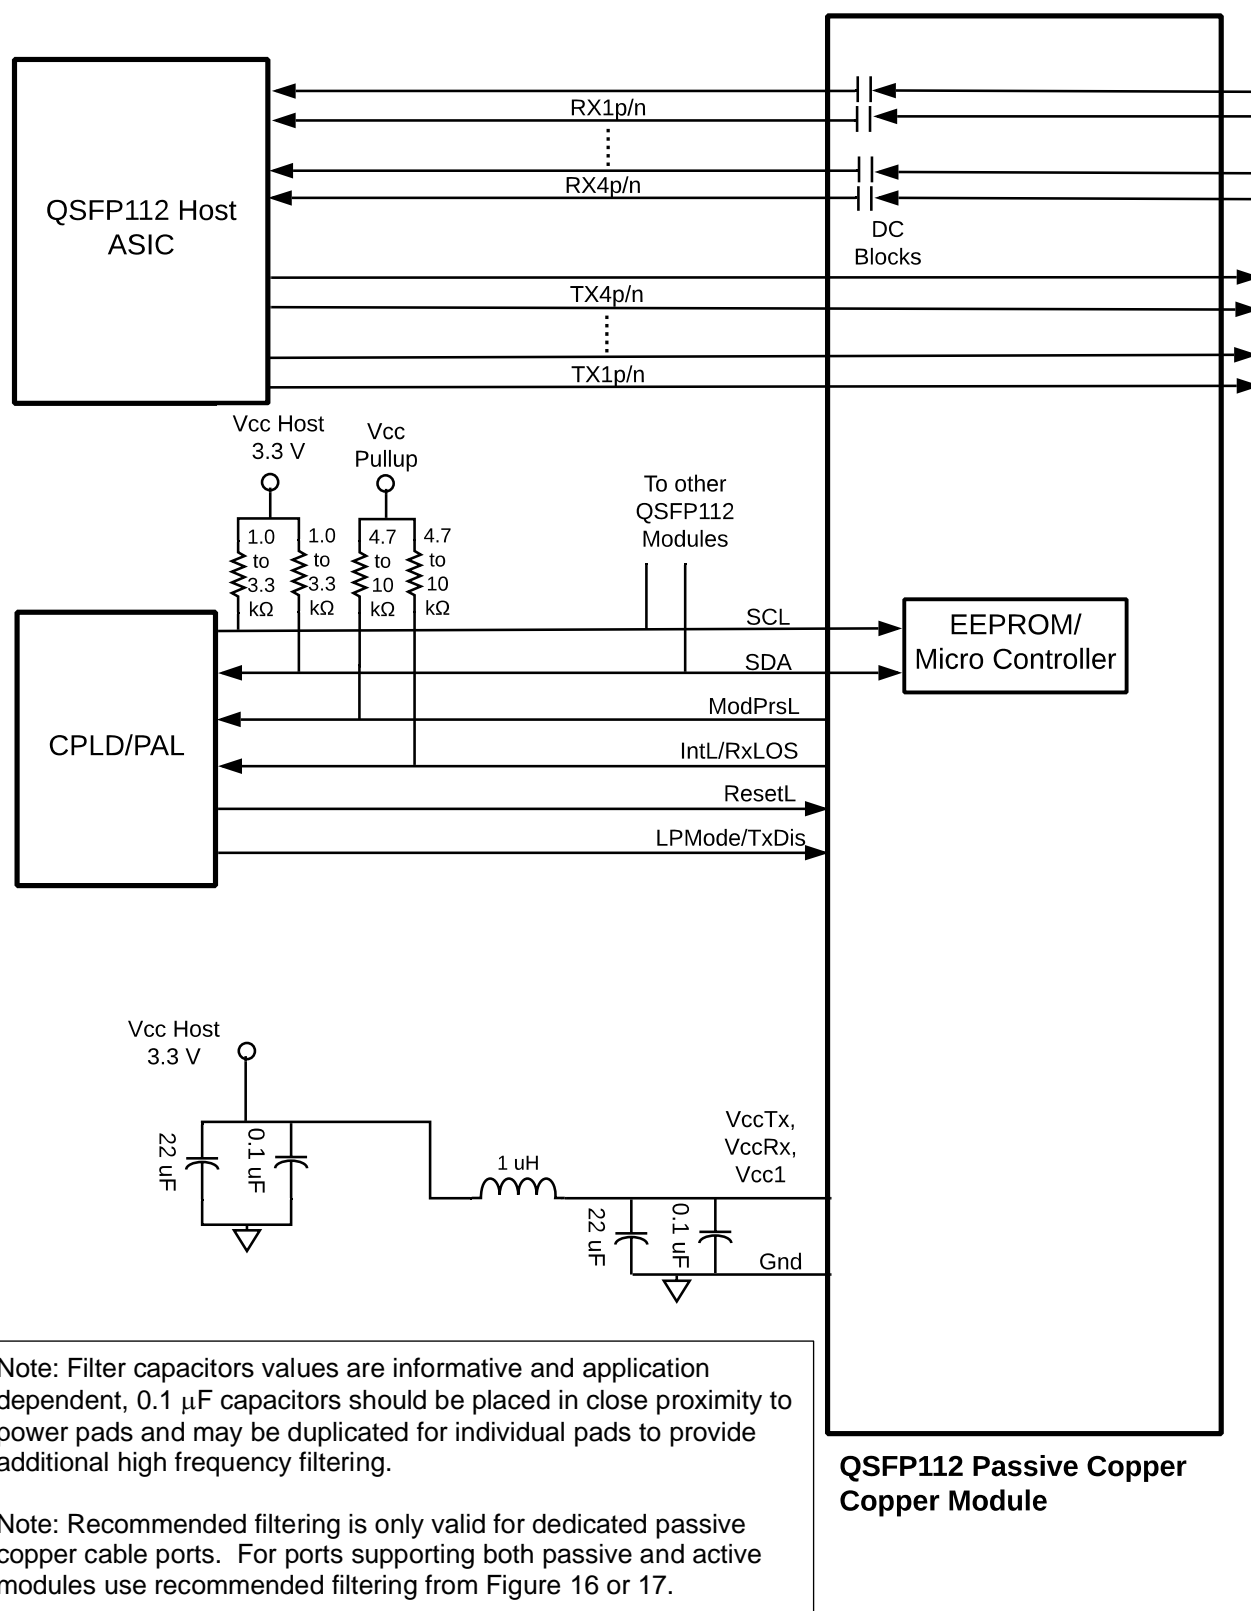 RX1p/n
RX4p/n
QSFP112 Host
ASIC
DC
Blocks
TX4p/n
TX1p/n
Vcc Host
3.3 V
Vcc
Pullup
To other
QSFP112
Modules
1.0
to
3.3
kΩ
1.0
to
3.3
kΩ
4.7
to
10
kΩ
4.7
to
10
kΩ
SCL
EEPROM/
Micro Controller
SDA
ModPrsL
CPLD/PAL
IntL/RxLOS
ResetL
LPMode/TxDis
Vcc Host
3.3 V
22 uF
0.1 uF
1 uH
VccTx,
VccRx,
Vcc1
22 uF
0.1 uF
Gnd
Note: Filter capacitors values are informative and application
dependent, 0.1 μF capacitors should be placed in close proximity to
power pads and may be duplicated for individual pads to provide
additional high frequency filtering.
Note: Recommended filtering is only valid for dedicated passive
copper cable ports. For ports supporting both passive and active
modules use recommended filtering from Figure 16 or 17.
QSFP112 Passive Copper
Copper Module